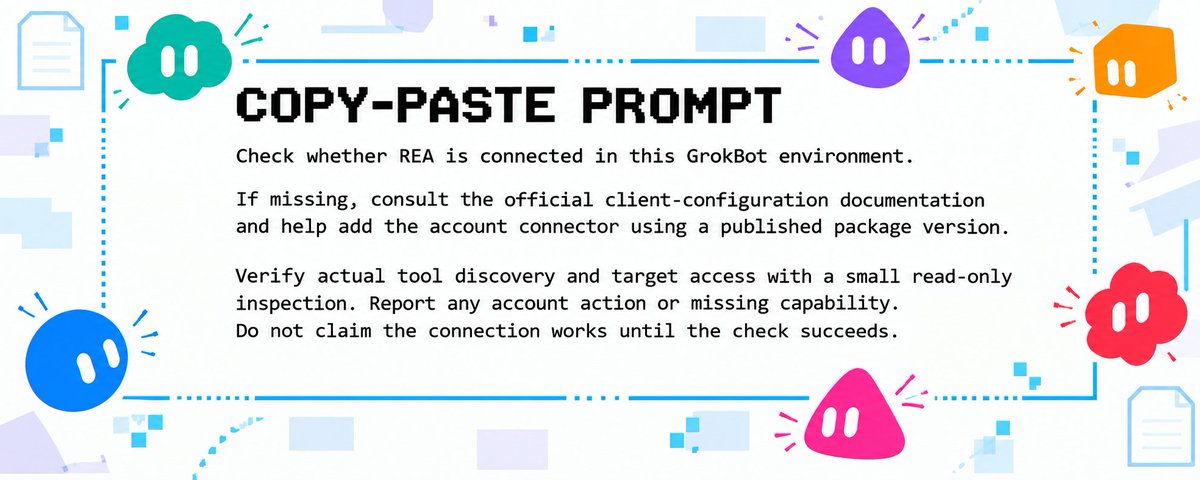 COPY-PASTE PROMPT
Check whether REA is connected in this GrokBot environment.
If missing, consult the official client-configuration documentation
and help add the account connector using a published package version.
Verify actual tool discovery and target access with a small read-only
inspection. Report any account action or missing capability.
Do not claim the connection works until the check succeeds.